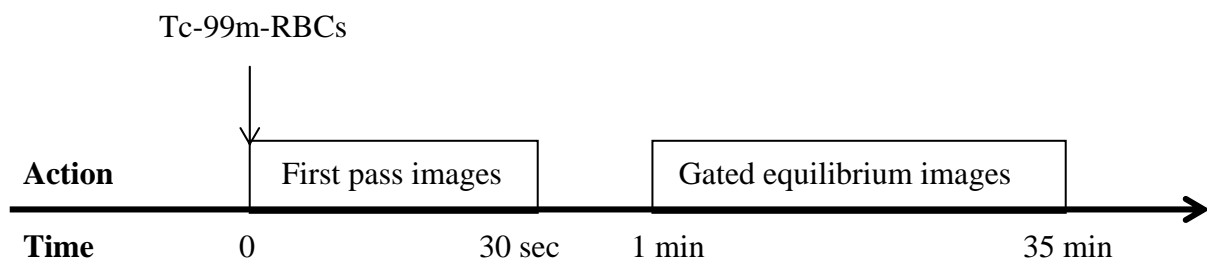 Tc-99m-RBCs
Action First pass images Gated equilibrium images
Time 0 30 sec 1 min 35 min